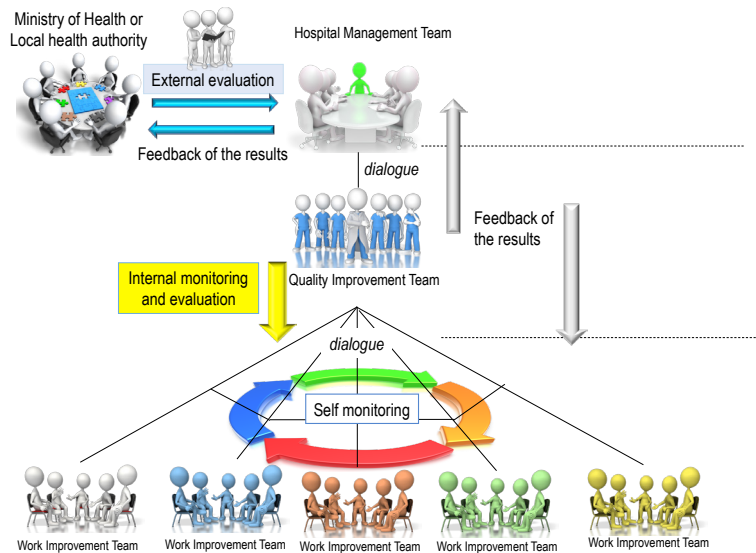 Ministry of Health or
Local health authority
Hospital Management Team
External evaluation
Feedback of the results
dialogue
Feedback of
the results
Quality Improvement Team
Internal monitoring
and evaluation
dialogue
Self monitoring
Work Improvement Team
Work Improvement Team
Work Improvement Team
Work Improvement Team
Work Improvement Team